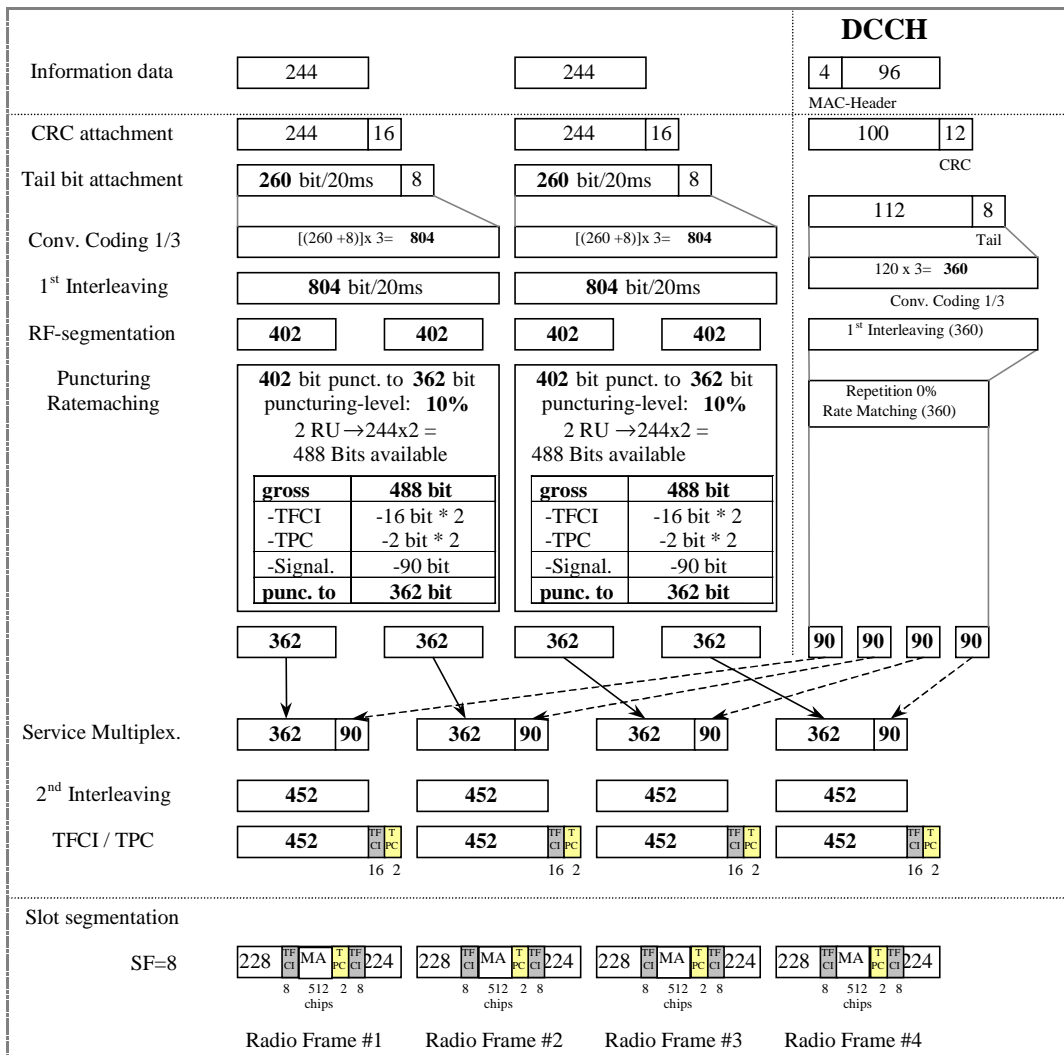 DCCH
Information data 244 244 4 96
MAC-Header
CRC attachment 244 16 244 16 100 12
CRC
Tail bit attachment 260 bit/20ms 8 260 bit/20ms 8
112 8
Tail
Conv. Coding 1/3 [(260 +8)]x 3= 804 [(260 +8)]x 3= 804
120 x 3= 360
Conv. Coding 1/3
1st Interleaving 804 bit/20ms 804 bit/20ms
RF-segmentation 402 402 402 402 1st Interleaving (360)
Puncturing
Ratemaching
402 bit punct. to 362 bit
puncturing-level: 10%
2 RU →244x2 =
488 Bits available
gross 488 bit
-TFCI -16 bit * 2
-TPC -2 bit * 2
-Signal. -90 bit
punc. to 362 bit
402 bit punct. to 362 bit
puncturing-level: 10%
2 RU →244x2 =
488 Bits available
gross 488 bit
-TFCI -16 bit * 2
-TPC -2 bit * 2
-Signal. -90 bit
punc. to 362 bit
Repetition 0%
Rate Matching (360)
362 362 362 362 90 90 90 90
Service Multiplex. 362 90 362 90 362 90 362 90
2nd Interleaving 452 452 452 452
TFCI / TPC 452 TF CI T PC 452 TF CI T PC 452 TF CI T PC 452 TF CI T PC
16 2 16 2 16 2 16 2
Slot segmentation
SF=8 228 TF CI MA T PC TF CI 224 228 TF CI MA T PC TF CI 224 228 TF CI MA T PC TF CI 224 228 TF CI MA T PC TF CI 224
8 512 2 8 8 512 2 8 8 512 2 8 8 512 2 8
chips chips chips chips
Radio Frame #1 Radio Frame #2 Radio Frame #3 Radio Frame #4